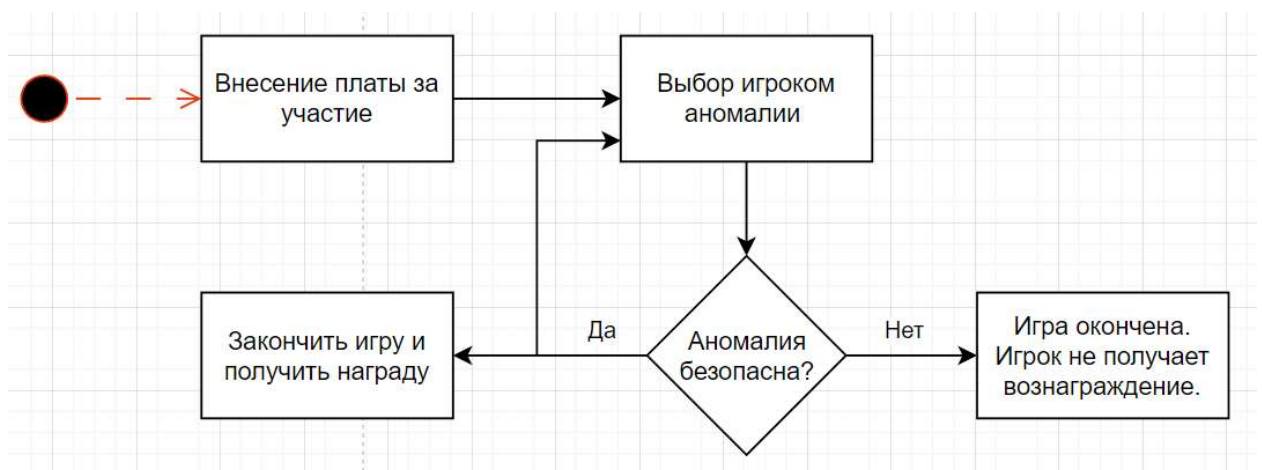 Внесение платы за
участие
Выбор игроком
аномалии
Закончить игру и
получить награду
Да
Аномалия
безопасна?
Нет
Игра окончена.
Игрок не получает
вознаграждение.